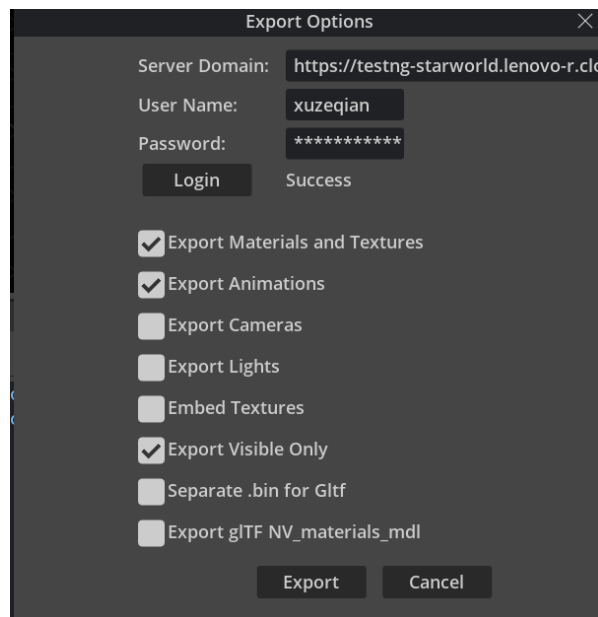 Export Options
Server Domain: https://testng-starworld.lenovo-r.clo
User Name: xuzeqian
Password: ***********
Login Success
Export Materials and Textures
Export Animations
Export Cameras
Export Lights
Embed Textures
Export Visible Only
Separate .bin for Gltf
Export glTF NV_materials_mdl
Export Cancel